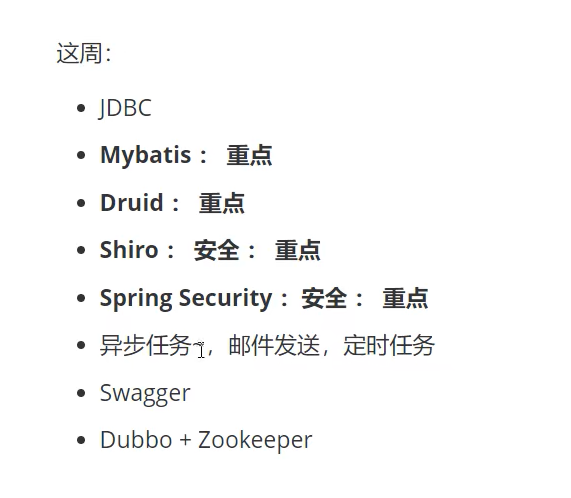 这周：
JDBC
Mybatis ： 重点
Druid ： 重点
Shiro ： 安全 ： 重点
Spring Security ：安全 ： 重点
异步任务~，邮件发送，定时任务
Swagger
Dubbo + Zookeeper